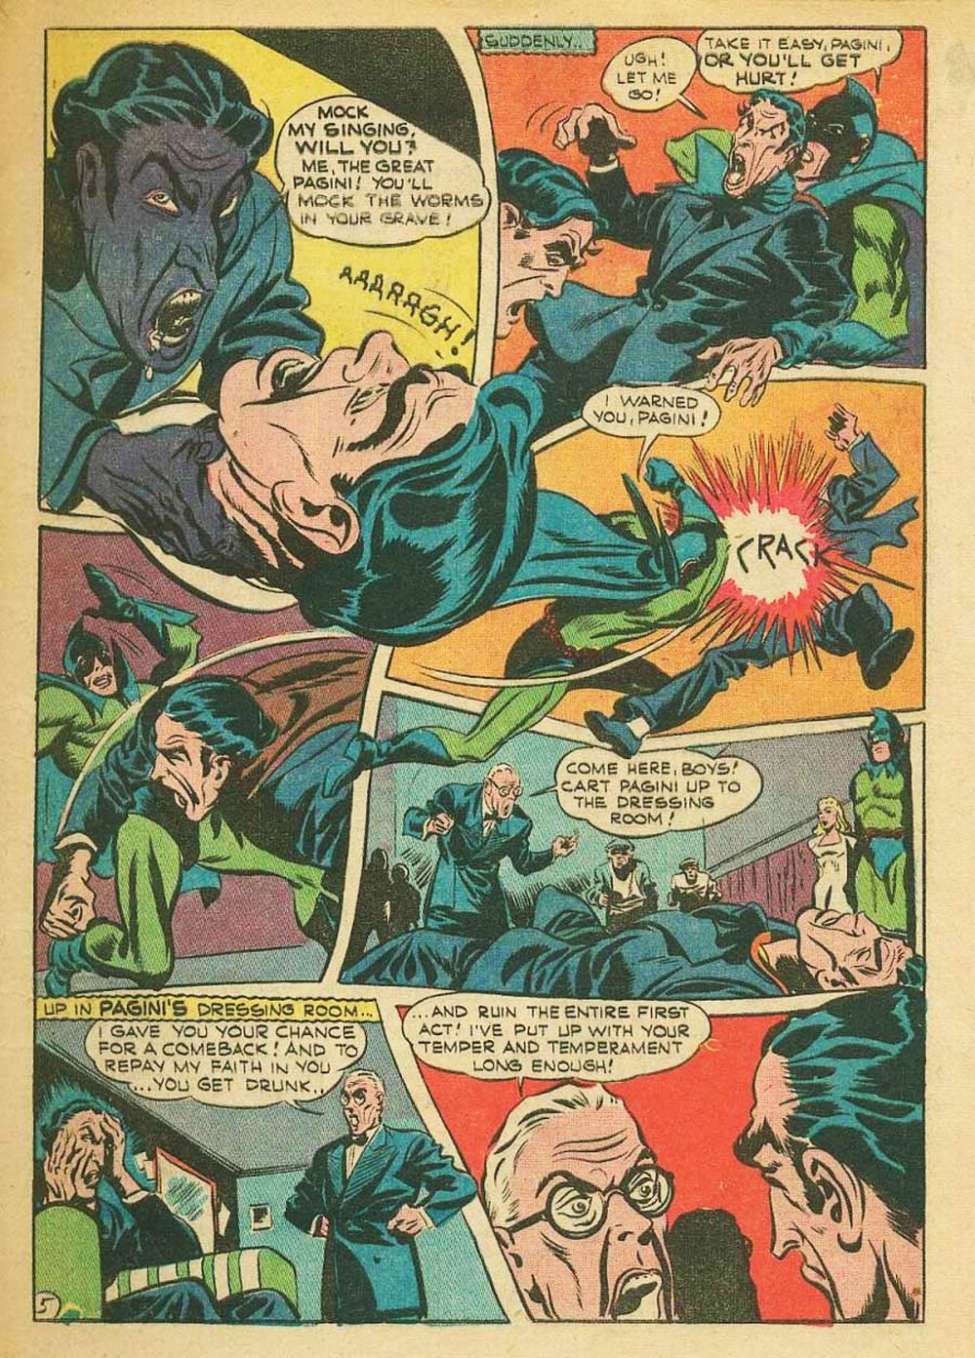 MOCK
MY SINGING,
WILL YOU?
ME, THE GREAT
PAGINI! YOU'LL
MOCK THE WORMS
IN YOUR GRAVE!
AAARRAGH!
SUDDENLY..
UGH!
LET ME
GO!
TAKE IT EASY, PAGINI,
OR YOU'LL GET
HURT!
I WARNED
YOU, PAGINI!
CRACK
COME HERE, BOYS!
CART PAGINI UP TO
THE DRESSING
ROOM!
UP IN PAGINI'S DRESSING ROOM...
I GAVE YOU YOUR CHANCE
FOR A COMEBACK! AND TO
REPAY MY FAITH IN YOU
...YOU GET DRUNK..
...AND RUIN THE ENTIRE FIRST
ACT! I'VE PUT UP WITH YOUR
TEMPER AND TEMPERAMENT
LONG ENOUGH!
5